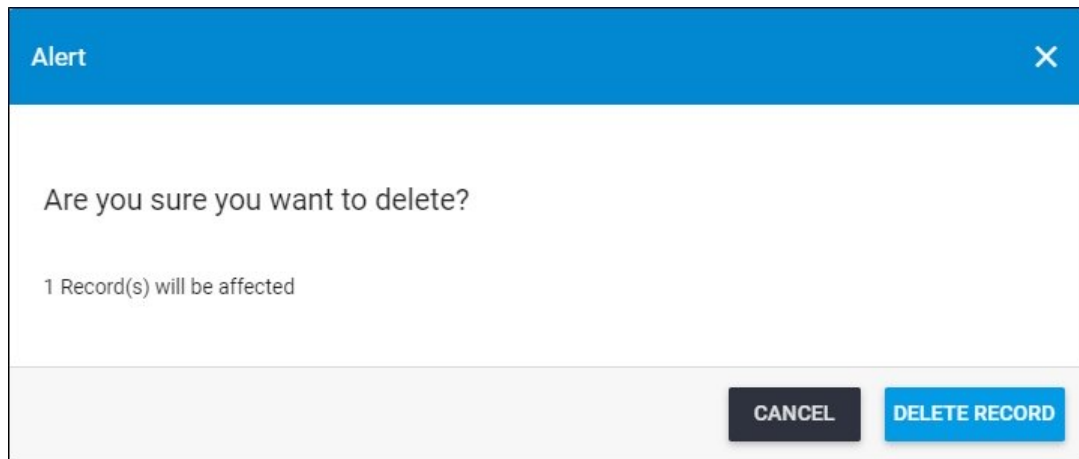 Alert
Are you sure you want to delete?
1 Record(s) will be affected
CANCEL DELETE RECORD